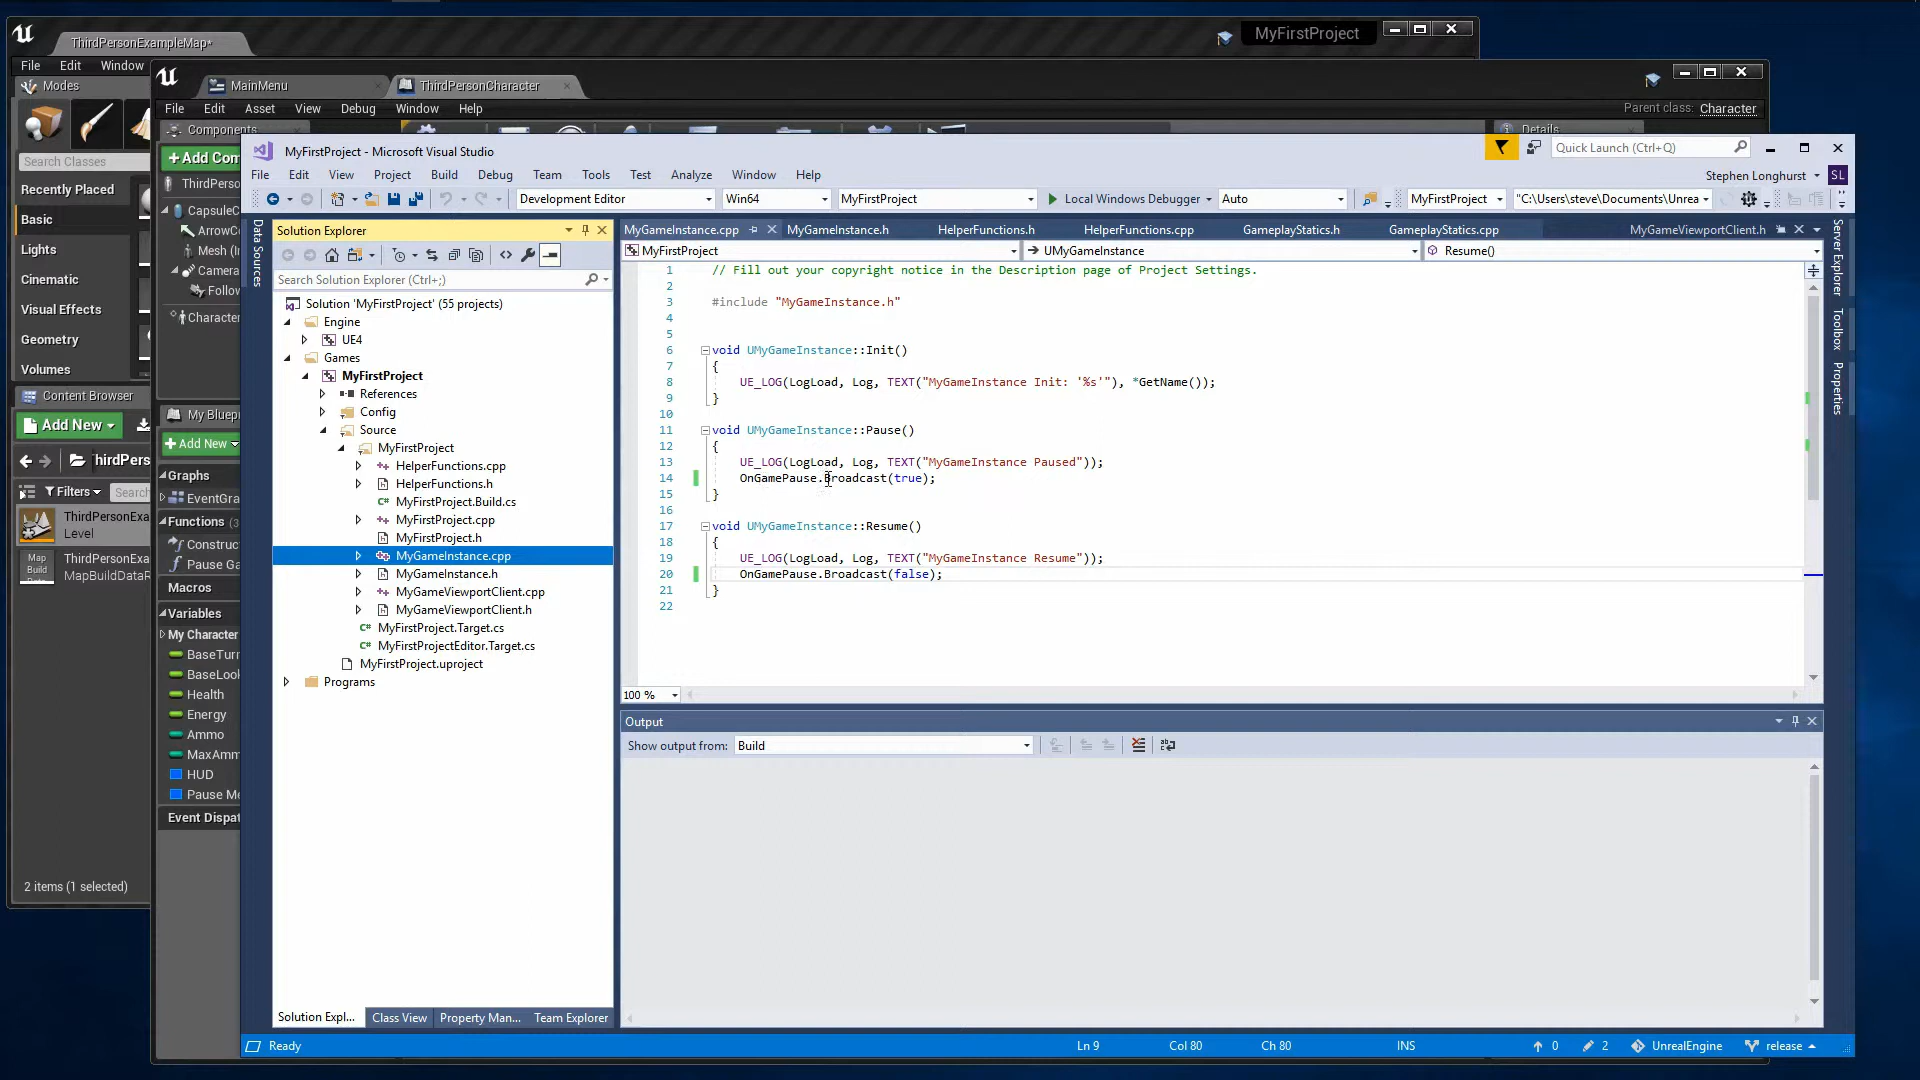 ThirdPersonExampleMap*
MyFirstProject
File Edit Window
Modes
Search Classes
Recently Placed
Basic
Lights
Cinematic
Visual Effects
Geometry
Volumes
Content Browser
Add New
Filters
Search
ThirdPersonExa
Level
Map Build Data
ThirdPersonExa
MapBuildDataR
2 items (1 selected)
MainMenu
ThirdPersonCharacter
File Edit Asset View Debug Window Help
Parent class: Character
Components
Details
Add Com
ThirdPers
CapsuleC
ArrowCo
Mesh (In
Camera
Follow
Character
My Bluep
Add New
Graphs
EventGra
Functions (3
Construc
Pause Ga
Macros
Variables
My Character
BaseTurn
BaseLook
Health
Energy
Ammo
MaxAmm
HUD
Pause Me
Event Dispat
MyFirstProject - Microsoft Visual Studio
Quick Launch (Ctrl+Q)
File Edit View Project Build Debug Team Tools Test Analyze Window Help
Stephen Longhurst SL
Development Editor Win64 MyFirstProject Local Windows Debugger Auto MyFirstProject "C:\Users\steve\Documents\Unrea
Data Sources
Solution Explorer
Search Solution Explorer (Ctrl+;)
Solution 'MyFirstProject' (55 projects)
Engine
UE4
Games
MyFirstProject
References
Config
Source
MyFirstProject
HelperFunctions.cpp
HelperFunctions.h
MyFirstProject.Build.cs
MyFirstProject.cpp
MyFirstProject.h
MyGameInstance.cpp
MyGameInstance.h
MyGameViewportClient.cpp
MyGameViewportClient.h
MyFirstProject.Target.cs
MyFirstProjectEditor.Target.cs
MyFirstProject.uproject
Programs
Solution Expl... Class View Property Man... Team Explorer
MyGameInstance.cpp MyGameInstance.h HelperFunctions.h HelperFunctions.cpp GameplayStatics.h GameplayStatics.cpp MyGameViewportClient.h
MyFirstProject UMyGameInstance Resume()
1 // Fill out your copyright notice in the Description page of Project Settings.
2
3 #include "MyGameInstance.h"
4
5
6 void UMyGameInstance::Init()
7 {
8 UE_LOG(LogLoad, Log, TEXT("MyGameInstance Init: '%s'"), *GetName());
9 }
10
11 void UMyGameInstance::Pause()
12 {
13 UE_LOG(LogLoad, Log, TEXT("MyGameInstance Paused"));
14 OnGamePause.Broadcast(true);
15 }
16
17 void UMyGameInstance::Resume()
18 {
19 UE_LOG(LogLoad, Log, TEXT("MyGameInstance Resume"));
20 OnGamePause.Broadcast(false);
21 }
22
100 %
Output
Show output from: Build
Server Explorer
Toolbox
Properties
Ready Ln 9 Col 80 Ch 80 INS 0 2 UnrealEngine release